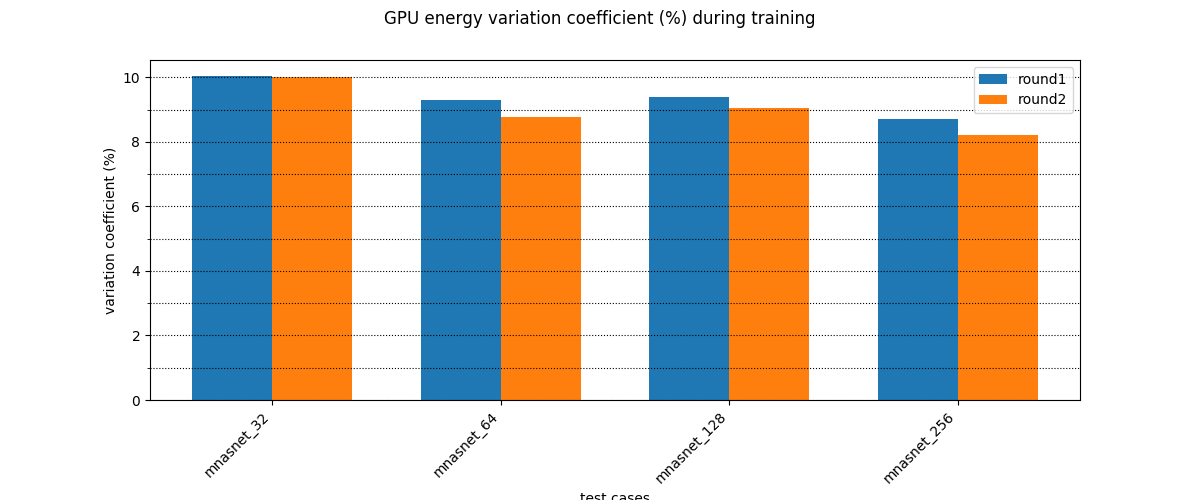 GPU energy variation coefficient (%) during training
round1
round2
variation coefficient (%)
10
8
6
4
2
0
mnasnet_32
mnasnet_64
mnasnet_128
mnasnet_256
test cases